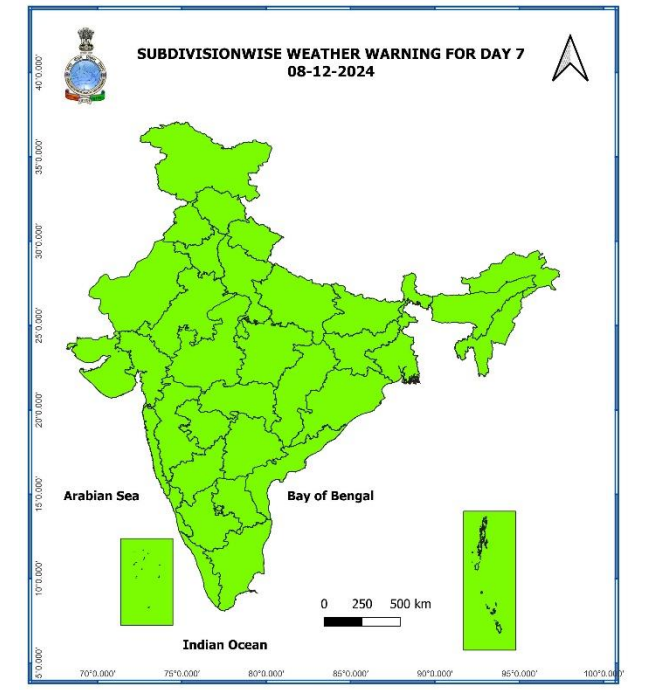 SUBDIVISIONWISE WEATHER WARNING FOR DAY 7
08-12-2024
40°0.000'
35°0.000'
30°0.000'
25°0.000'
20°0.000'
15°0.000'
10°0.000'
5°0.000'
Arabian Sea
Bay of Bengal
0 250 500 km
Indian Ocean
70°0.000' 75°0.000' 80°0.000' 85°0.000' 90°0.000' 95°0.000' 100°0.000'